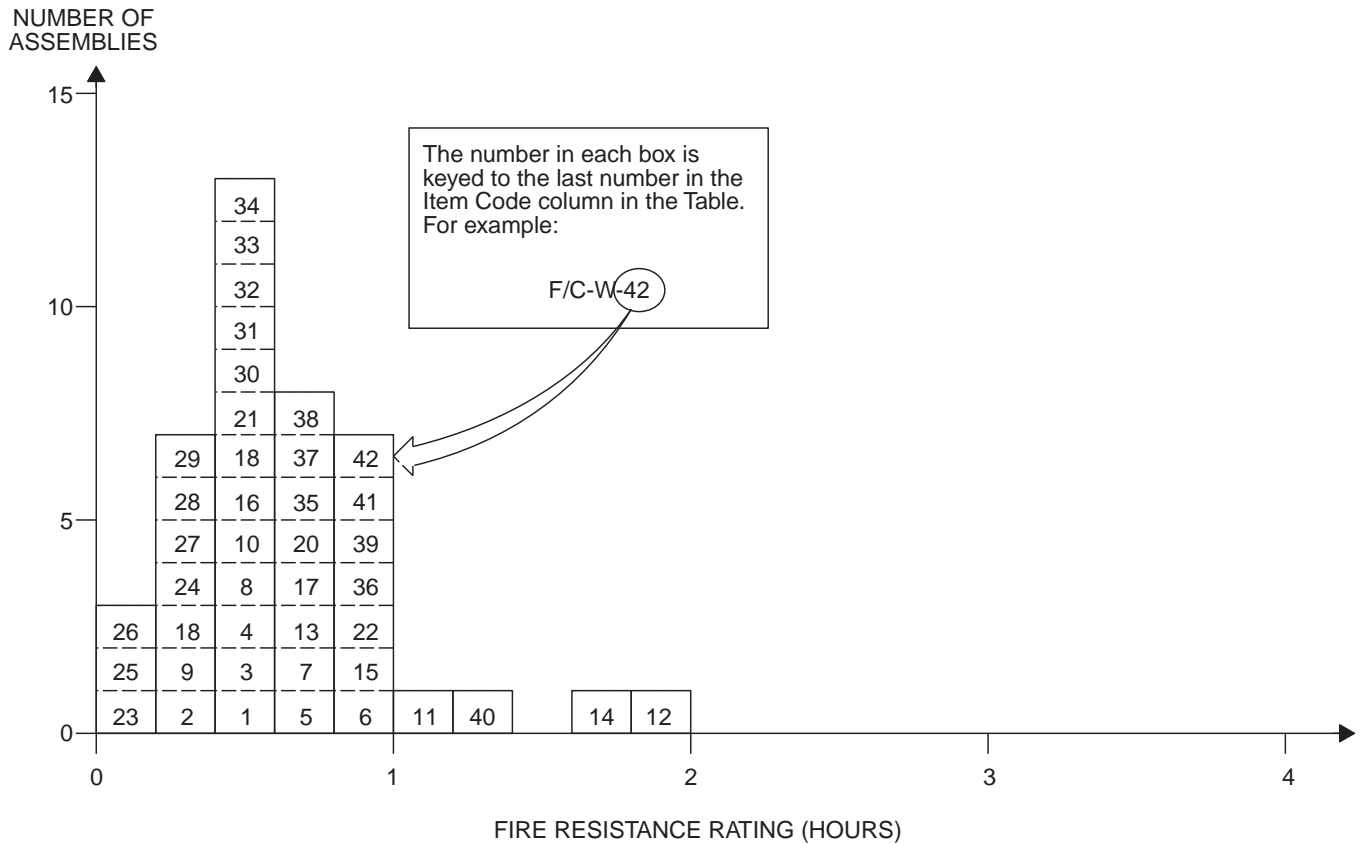 NUMBER OF
ASSEMBLIES
15
The number in each box is
keyed to the last number in the
Item Code column in the Table.
For example:
F/C-W-42
34
33
32
10
31
30
21 38
29 18 37 42
28 16 35 41
5
27 10 20 39
24 8 17 36
26 18 4 13 22
25 9 3 7 15
23 2 1 5 6 11 40 14 12
0
0 1 2 3 4
FIRE RESISTANCE RATING (HOURS)